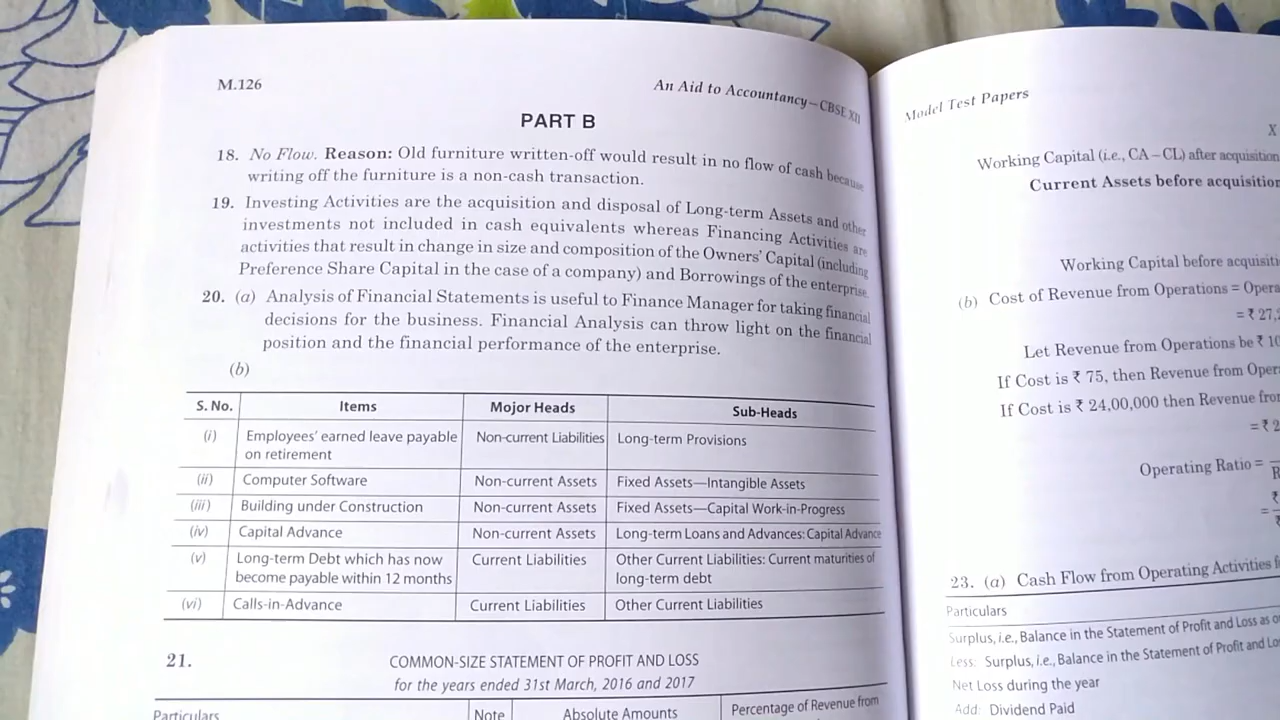 M.126
An Aid to Accountancy—CBSE XII
PART B
18. No Flow. Reason: Old furniture written-off would result in no flow of cash because
writing off the furniture is a non-cash transaction.
19. Investing Activities are the acquisition and disposal of Long-term Assets and other
investments not included in cash equivalents whereas Financing Activities are
activities that result in change in size and composition of the Owners' Capital (including
Preference Share Capital in the case of a company) and Borrowings of the enterprise.
20. (a) Analysis of Financial Statements is useful to Finance Manager for taking financial
decisions for the business. Financial Analysis can throw light on the financial
position and the financial performance of the enterprise.
(b)
S. No. Items Mojor Heads Sub-Heads
(i) Employees' earned leave payable on retirement Non-current Liabilities Long-term Provisions
(ii) Computer Software Non-current Assets Fixed Assets—Intangible Assets
(iii) Building under Construction Non-current Assets Fixed Assets—Capital Work-in-Progress
(iv) Capital Advance Non-current Assets Long-term Loans and Advances: Capital Advance
(v) Long-term Debt which has now become payable within 12 months Current Liabilities Other Current Liabilities: Current maturities of long-term debt
(vi) Calls-in-Advance Current Liabilities Other Current Liabilities
21. COMMON-SIZE STATEMENT OF PROFIT AND LOSS
for the years ended 31st March, 2016 and 2017
Particulars Note Absolute Amounts Percentage of Revenue from
Model Test Papers
X
Working Capital (i.e., CA – CL) after acquisition
Current Assets before acquisition
Working Capital before
(b) Cost of Revenue from Operations =
= ₹ 27,
Let Revenue from Operations be ₹ 10
If Cost is ₹ 75, then Revenue from
If Cost is ₹ 24,00,000 then Revenue
= ₹ 2
Operating Ratio =
23. (a) Cash Flow from Operating Activities
Particulars
Surplus, i.e., Balance in the Statement of Profit and Loss as
Less: Surplus, i.e., Balance in the Statement of Profit and
Net Loss during the year
Add: Dividend Paid